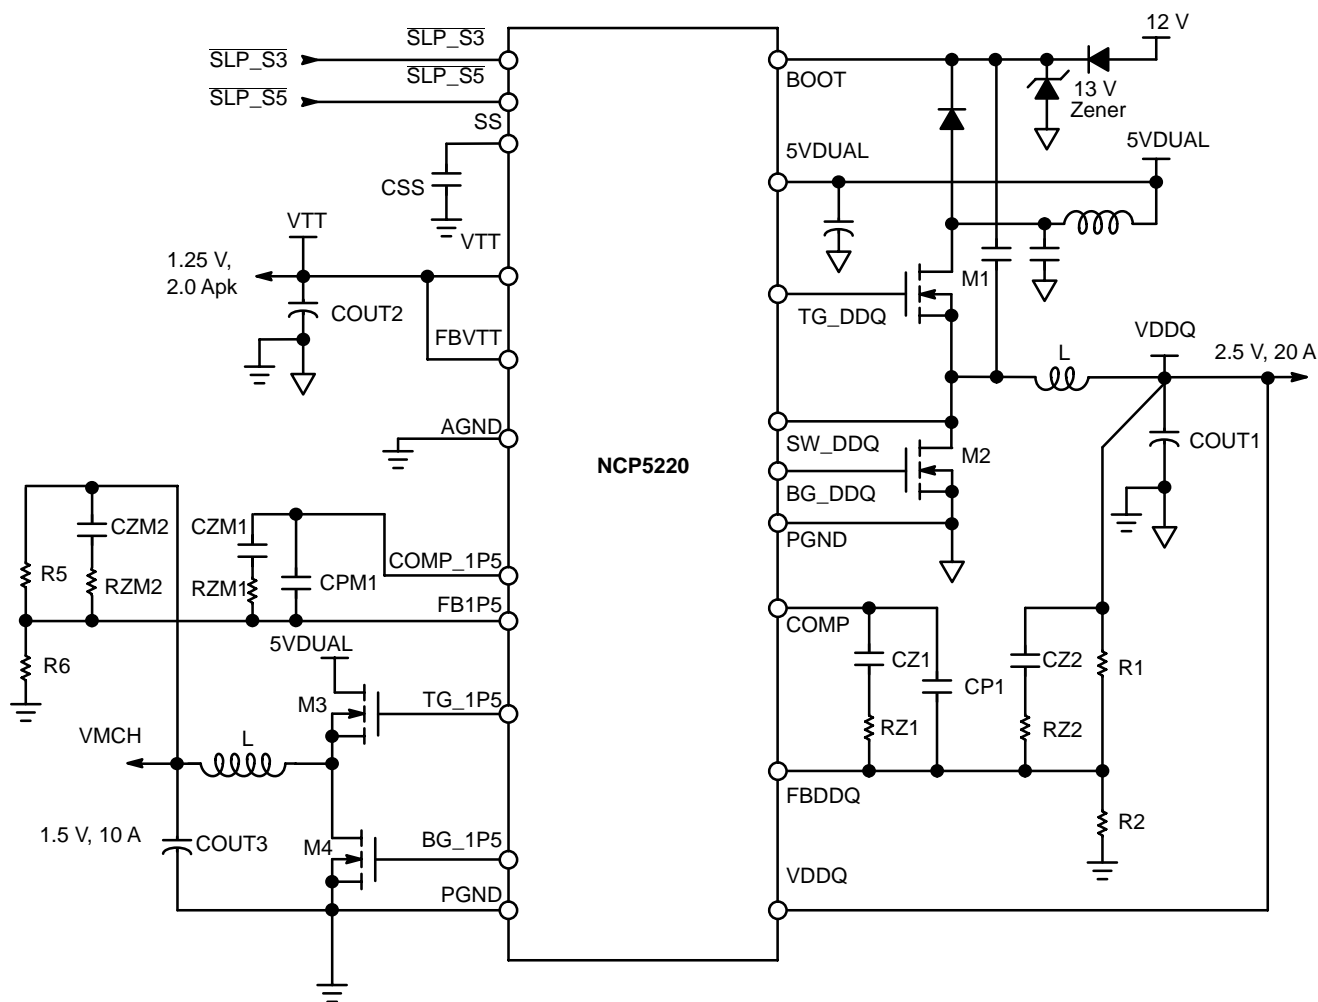 SLP_S3
SLP_S3
SLP_S5
SLP_S5
SS
CSS
VTT
VTT
1.25 V,
2.0 Apk
COUT2
FBVTT
AGND
CZM2
CZM1
COMP_1P5
R5
RZM2
RZM1
CPM1
FB1P5
R6
5VDUAL
M3
TG_1P5
VMCH
L
1.5 V, 10 A
COUT3
M4
BG_1P5
PGND
NCP5220
12 V
BOOT
13 V
Zener
5VDUAL
5VDUAL
M1
TG_DDQ
VDDQ
L
2.5 V, 20 A
SW_DDQ
M2
COUT1
BG_DDQ
PGND
COMP
CZ1
CP1
CZ2
R1
RZ1
RZ2
FBDDQ
R2
VDDQ